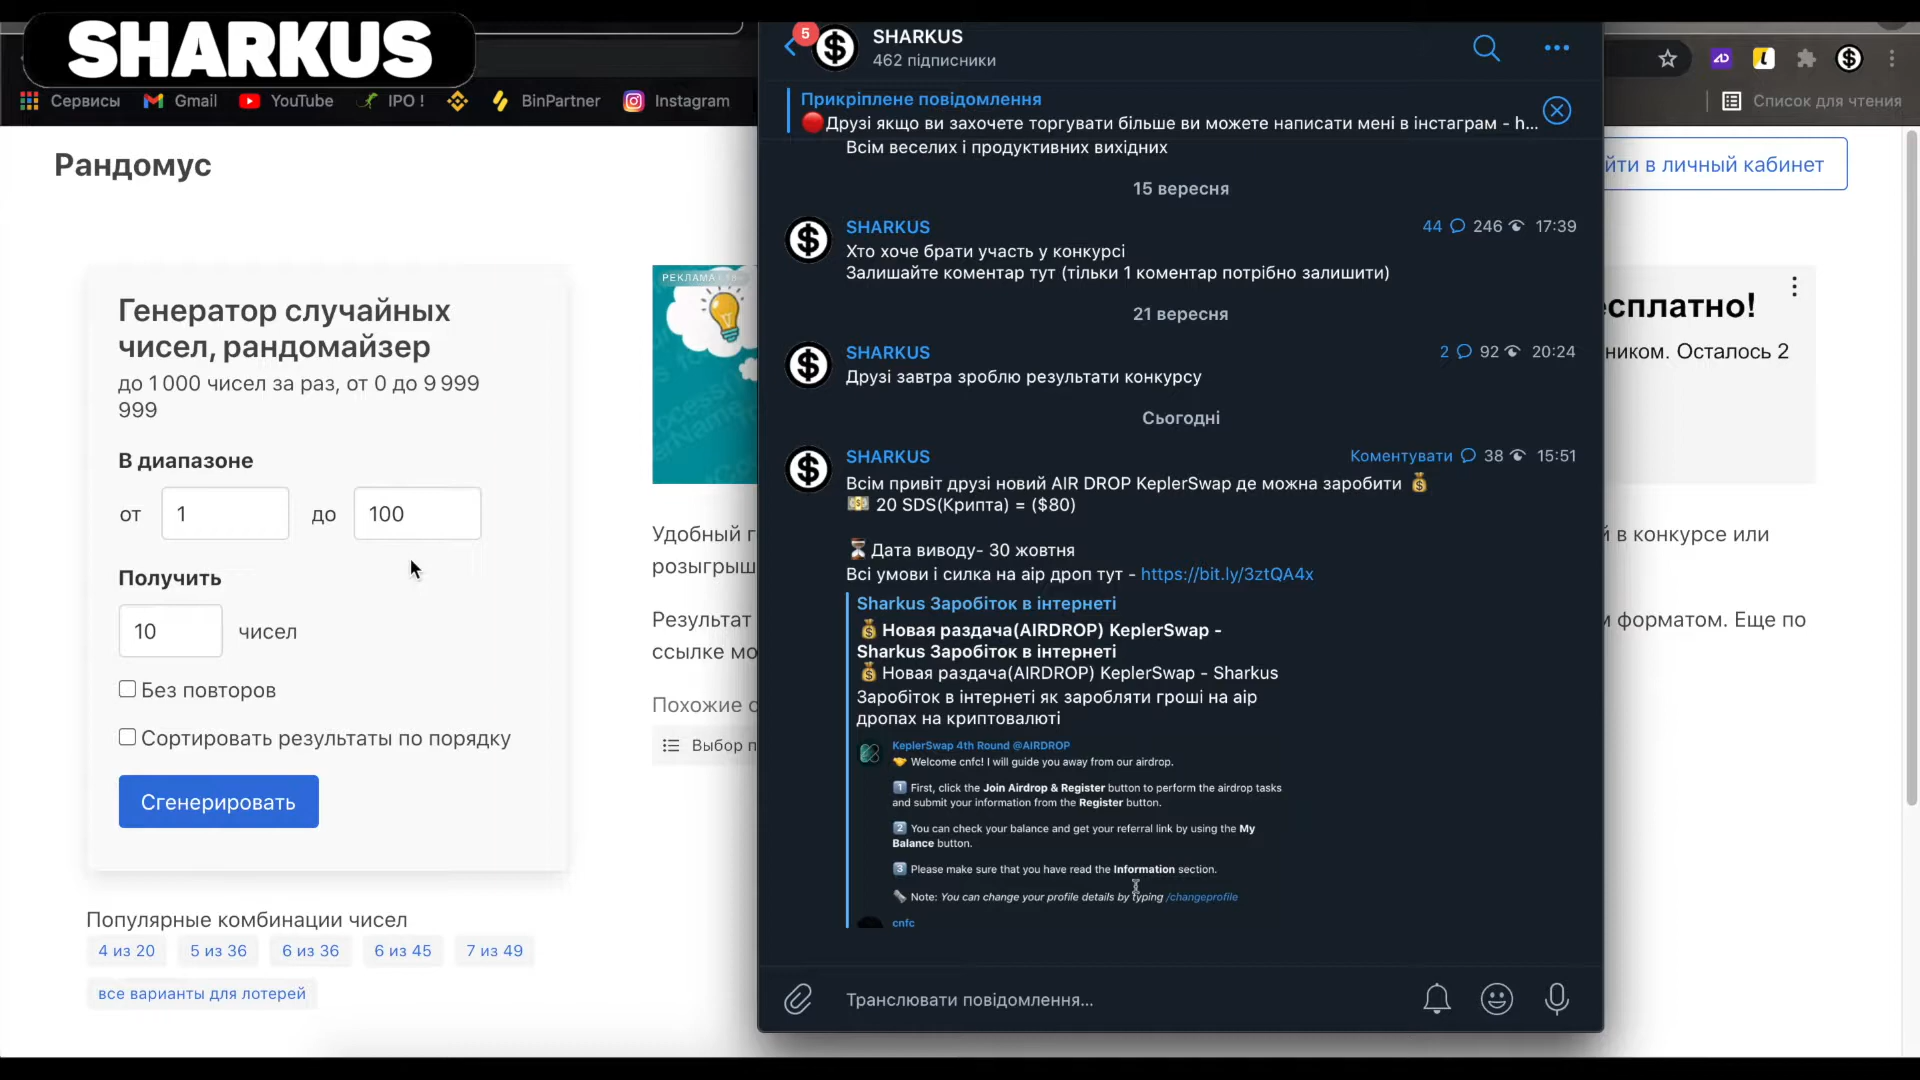 SHARKUS
Сервисы
Gmail
YouTube
IPO !
BinPartner
Instagram
Список для чтения
Рандомус
йти в личный кабинет
Генератор случайных
чисел, рандомайзер
до 1 000 чисел за раз, от 0 до 9 999
999
В диапазоне
от 1 до 100
Получить
10 чисел
Без повторов
Сортировать результаты по порядку
Сгенерировать
Популярные комбинации чисел
4 из 20
5 из 36
6 из 36
6 из 45
7 из 49
все варианты для лотерей
РЕКЛАМА
Удобный г
розыгрыш
Результат
ссылке мо
Похожие с
Выбор п
5
SHARKUS
462 підписники
Прикріплене повідомлення
Друзі якщо ви захочете торгувати більше ви можете написати мені в інстаграм - h...
Всім веселих і продуктивних вихідних
15 вересня
SHARKUS
44 246 17:39
Хто хоче брати участь у конкурсі
Залишайте коментар тут (тільки 1 коментар потрібно залишити)
21 вересня
SHARKUS
2 92 20:24
Друзі завтра зроблю результати конкурсу
Сьогодні
SHARKUS
Коментувати 38 15:51
Всім привіт друзі новий AIR DROP KeplerSwap де можна заробити 💰
💵 20 SDS(Крипта) = ($80)
⏳Дата виводу- 30 жовтня
Всі умови і силка на аір дроп тут - https://bit.ly/3ztQA4x
Sharkus Заробіток в інтернеті
💰Новая раздача(AIRDROP) KeplerSwap -
Sharkus Заробіток в інтернеті
💰Новая раздача(AIRDROP) KeplerSwap - Sharkus
Заробіток в інтернеті як заробляти гроші на аір
дропах на криптовалюті
KeplerSwap 4th Round @AIRDROP
Welcome cnfc! I will guide you away from our airdrop.
1 First, click the Join Airdrop & Register button to perform the airdrop tasks
and submit your information from the Register button.
2 You can check your balance and get your referral link by using the My
Balance button.
3 Please make sure that you have read the Information section.
Note: You can change your profile details by typing /changeprofile
cnfc
Транслювати повідомлення...
есплатно!
ником. Осталось 2
й в конкурсе или
м форматом. Еще по